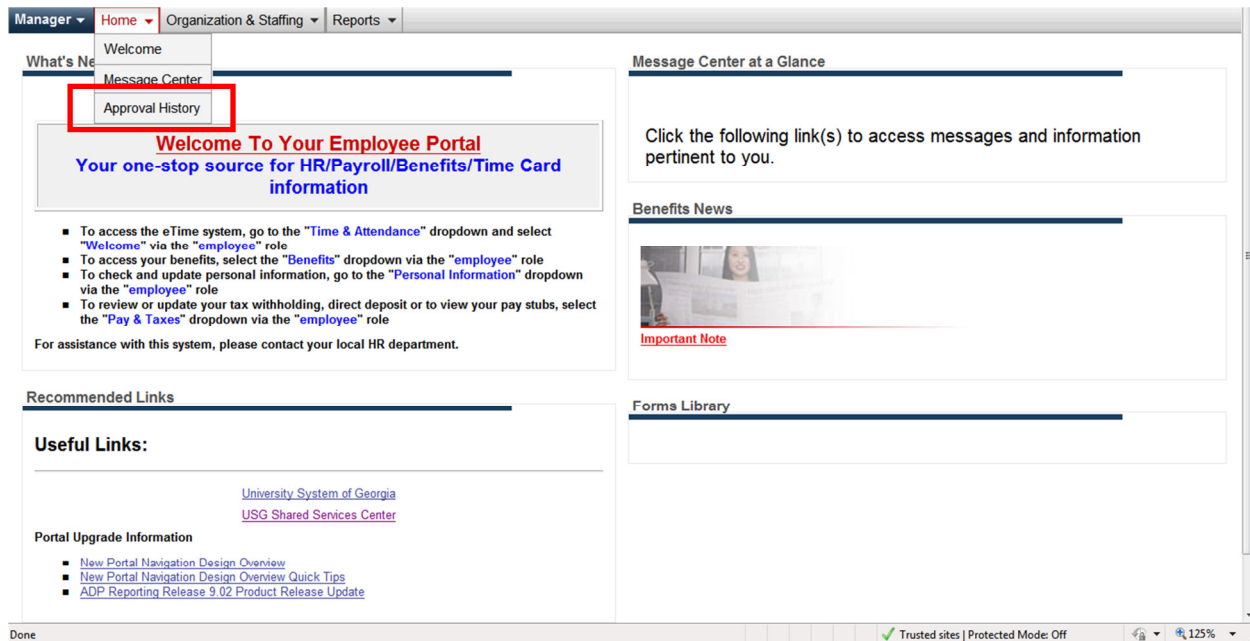 Manager Home Organization & Staffing Reports
Welcome
Message Center
Approval History
What's Ne
Welcome To Your Employee Portal
Your one-stop source for HR/Payroll/Benefits/Time Card
information
■ To access the eTime system, go to the "Time & Attendance" dropdown and select
"Welcome" via the "employee" role
■ To access your benefits, select the "Benefits" dropdown via the "employee" role
■ To check and update personal information, go to the "Personal Information" dropdown
via the "employee" role
■ To review or update your tax withholding, direct deposit or to view your pay stubs, select
the "Pay & Taxes" dropdown via the "employee" role
For assistance with this system, please contact your local HR department.
Message Center at a Glance
Click the following link(s) to access messages and information
pertinent to you.
Benefits News
Important Note
Recommended Links
Useful Links:
University System of Georgia
USG Shared Services Center
Portal Upgrade Information
■ New Portal Navigation Design Overview
■ New Portal Navigation Design Overview Quick Tips
■ ADP Reporting Release 9.02 Product Release Update
Forms Library
Done
Trusted sites | Protected Mode: Off
125%